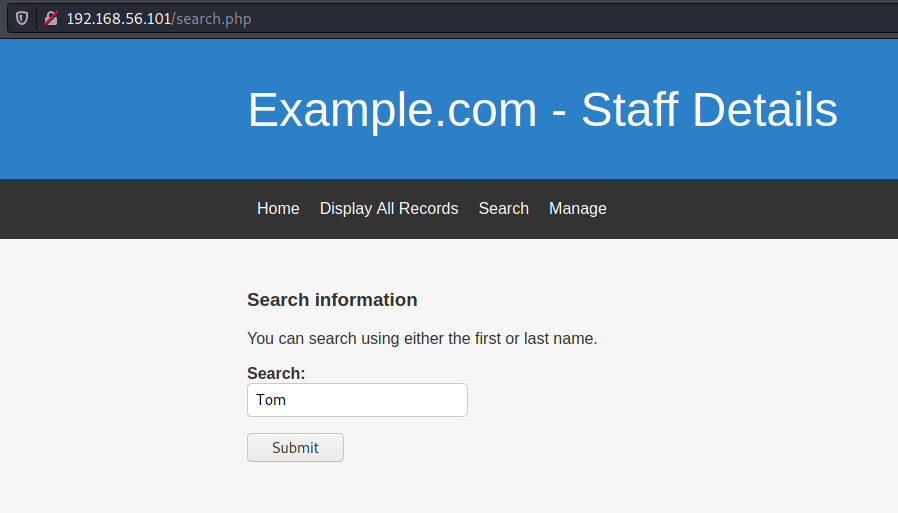 192.168.56.101/search.php
Example.com - Staff Details
Home Display All Records Search Manage
Search information
You can search using either the first or last name.
Search:
Tom
Submit